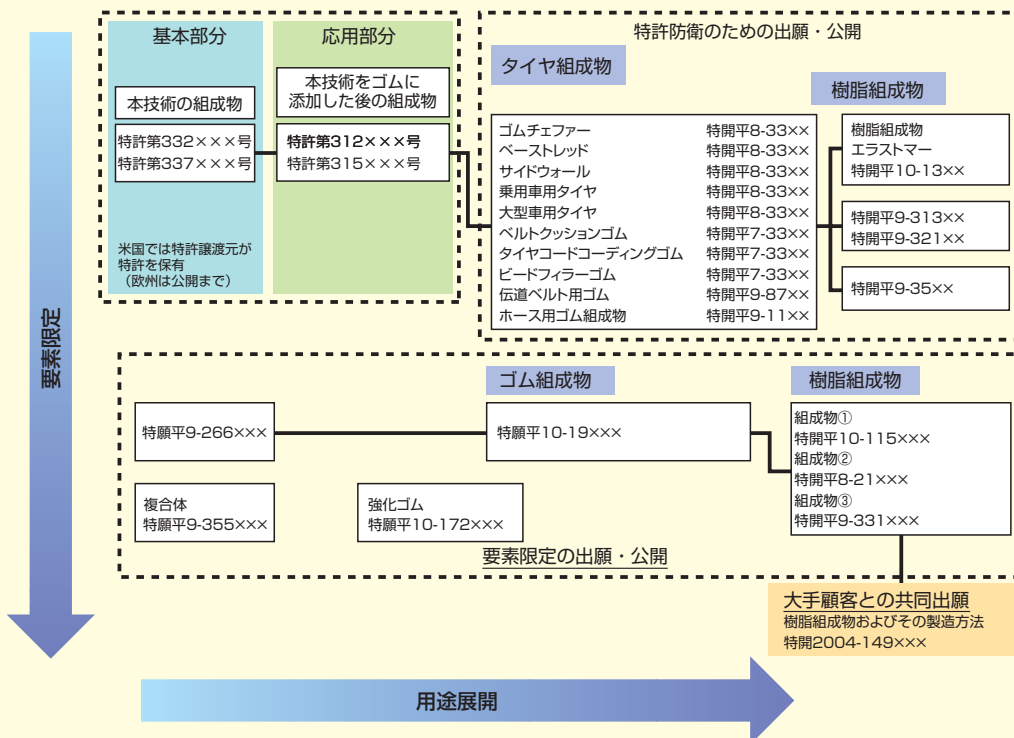 基本部分
応用部分
本技術の組成物
本技術をゴムに
添加した後の組成物
特許第332×××号
特許第337×××号
特許第312×××号
特許第315×××号
米国では特許譲渡元が
特許を保有
（欧州は公開まで）
特許防衛のための出願・公開
タイヤ組成物
樹脂組成物
ゴムチェファー 特開平8-33××
ベーストレッド 特開平8-33××
サイドウォール 特開平8-33××
乗用車用タイヤ 特開平8-33××
大型車用タイヤ 特開平8-33××
ベルトクッションゴム 特開平7-33××
タイヤコードコーディングゴム 特開平7-33××
ビードフィラーゴム 特開平7-33××
伝道ベルト用ゴム 特開平9-87××
ホース用ゴム組成物 特開平9-11××
樹脂組成物
エラストマー
特開平10-13××
特開平9-313××
特開平9-321××
特開平9-35××
要素限定
ゴム組成物
樹脂組成物
特願平9-266×××
特願平10-19×××
組成物①
特開平10-115×××
組成物②
特開平8-21×××
組成物③
特開平9-331×××
複合体
特願平9-355×××
強化ゴム
特願平10-172×××
要素限定の出願・公開
大手顧客との共同出願
樹脂組成物およびその製造方法
特開2004-149×××
用途展開